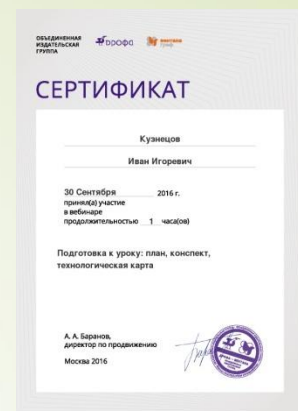 ОБЪЕДИНЕННАЯ
ИЗДАТЕЛЬСКАЯ
ГРУППА
дрофа
СЕРТИФИКАТ
Кузнецов
Иван Игоревич
30 Сентября 2016 г.
принял(а) участие
в вебинаре
продолжительностью 1 часа(ов)
Подготовка к уроку: план, конспект,
технологическая карта
А. А. Баранов,
директор по продвижению
Москва 2016